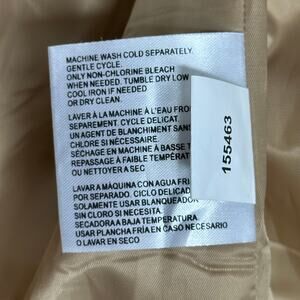 MACHINE WASH COLD SEPARATELY.
GENTLE CYCLE.
ONLY NON-CHLORINE BLEACH
WHEN NEEDED. TUMBLE DRY LOW
COOL IRON IF NEEDED
OR DRY CLEAN.
LAVER À LA MACHINE À L'EAU FROI
SEPAREMENT. CYCLE DELICAT.
UN AGENT DE BLANCHIMENT SANS
CHLORE SI NÉCESSAIRE
SÉCHAGE EN MACHINE À BASSE T
REPASSAGE À FAIBLE TEMPÉRAT
OU NETTOYER A SEC
LAVAR A MÁQUINA CON AGUA FRI
POR SEPARADO. CICLO DELICAD
SOLAMENTE USAR BLANQUEADOR
SIN CLORO SI NECESITA.
SECADORA A BAJA TEMPERATURA.
USAR PLANCHA FRÍA EN CASO NECESARIO
O LAVAR EN SECO
155463